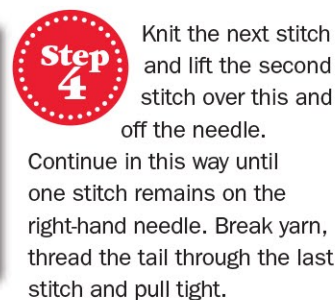 Step
4
Knit the next stitch
and lift the second
stitch over this and
off the needle.
Continue in this way until
one stitch remains on the
right-hand needle. Break yarn,
thread the tail through the last
stitch and pull tight.